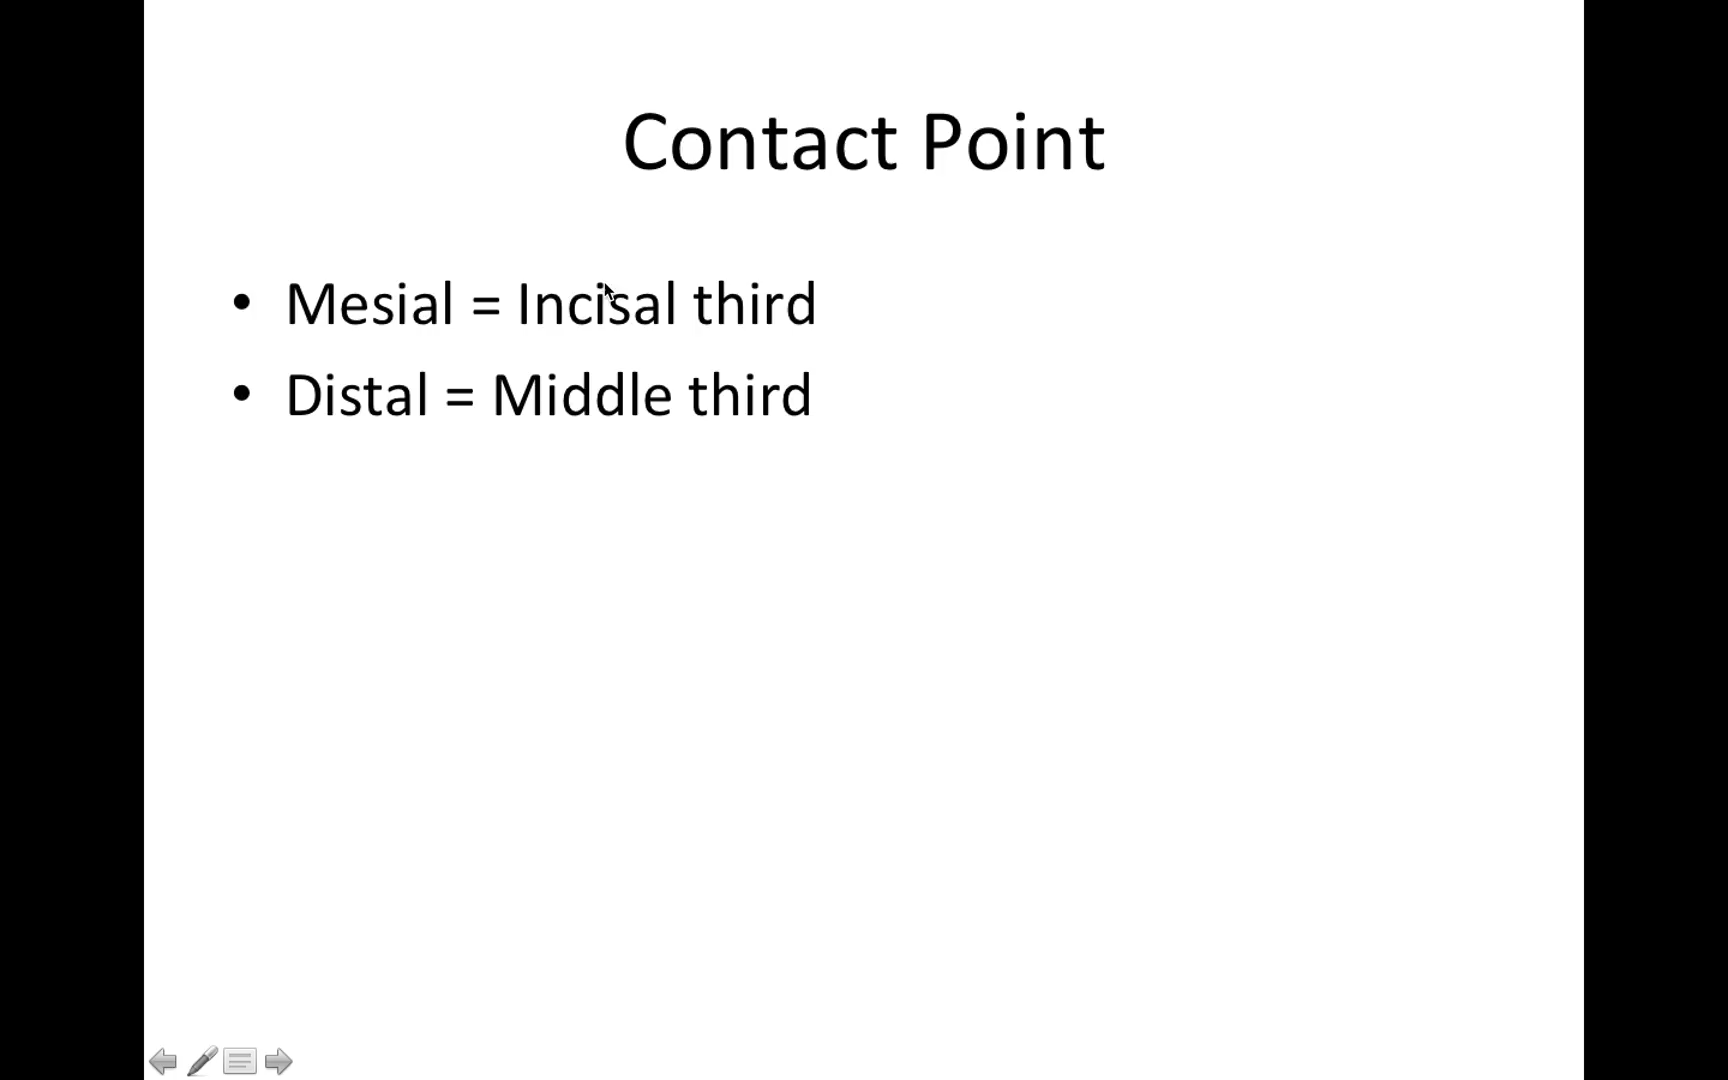 Contact Point
• Mesial = Incisal third
• Distal = Middle third